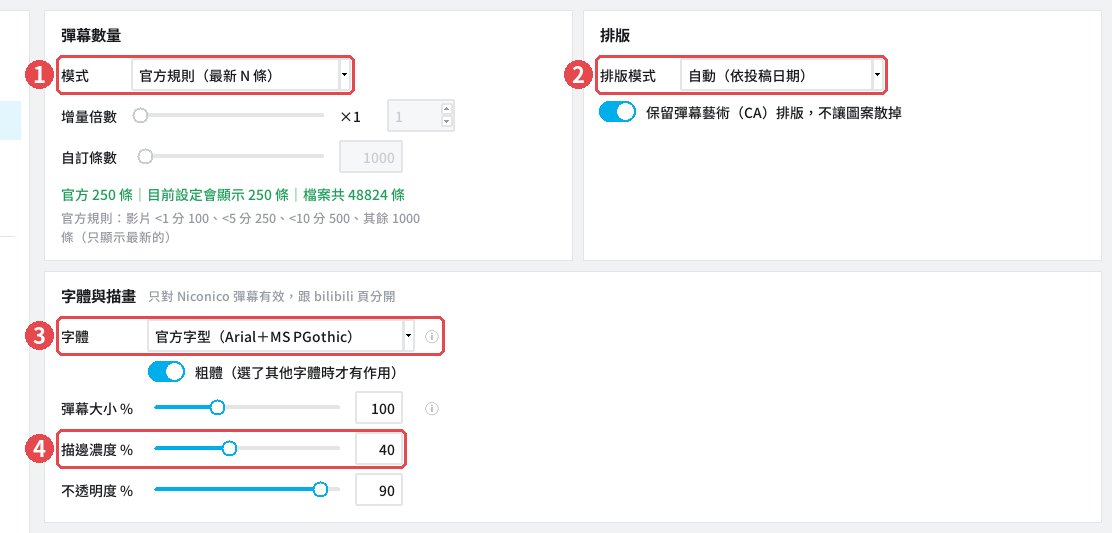 彈幕數量
1 模式 官方規則（最新 N 條）
增量倍數 ×1 1
自訂條數 1000
官方 250 條｜目前設定會顯示 250 條｜檔案共 48824 條
官方規則：影片 <1 分 100、<5 分 250、<10 分 500、其餘 1000
條（只顯示最新的）
排版
2 排版模式 自動（依投稿日期）
保留彈幕藝術（CA）排版，不讓圖案散掉
字體與描畫 只對 Niconico 彈幕有效，跟 bilibili 頁分開
3 字體 官方字型（Arial＋MS PGothic） i
粗體（選了其他字體時才有作用）
彈幕大小 % 100 i
4 描邊濃度 % 40
不透明度 % 90